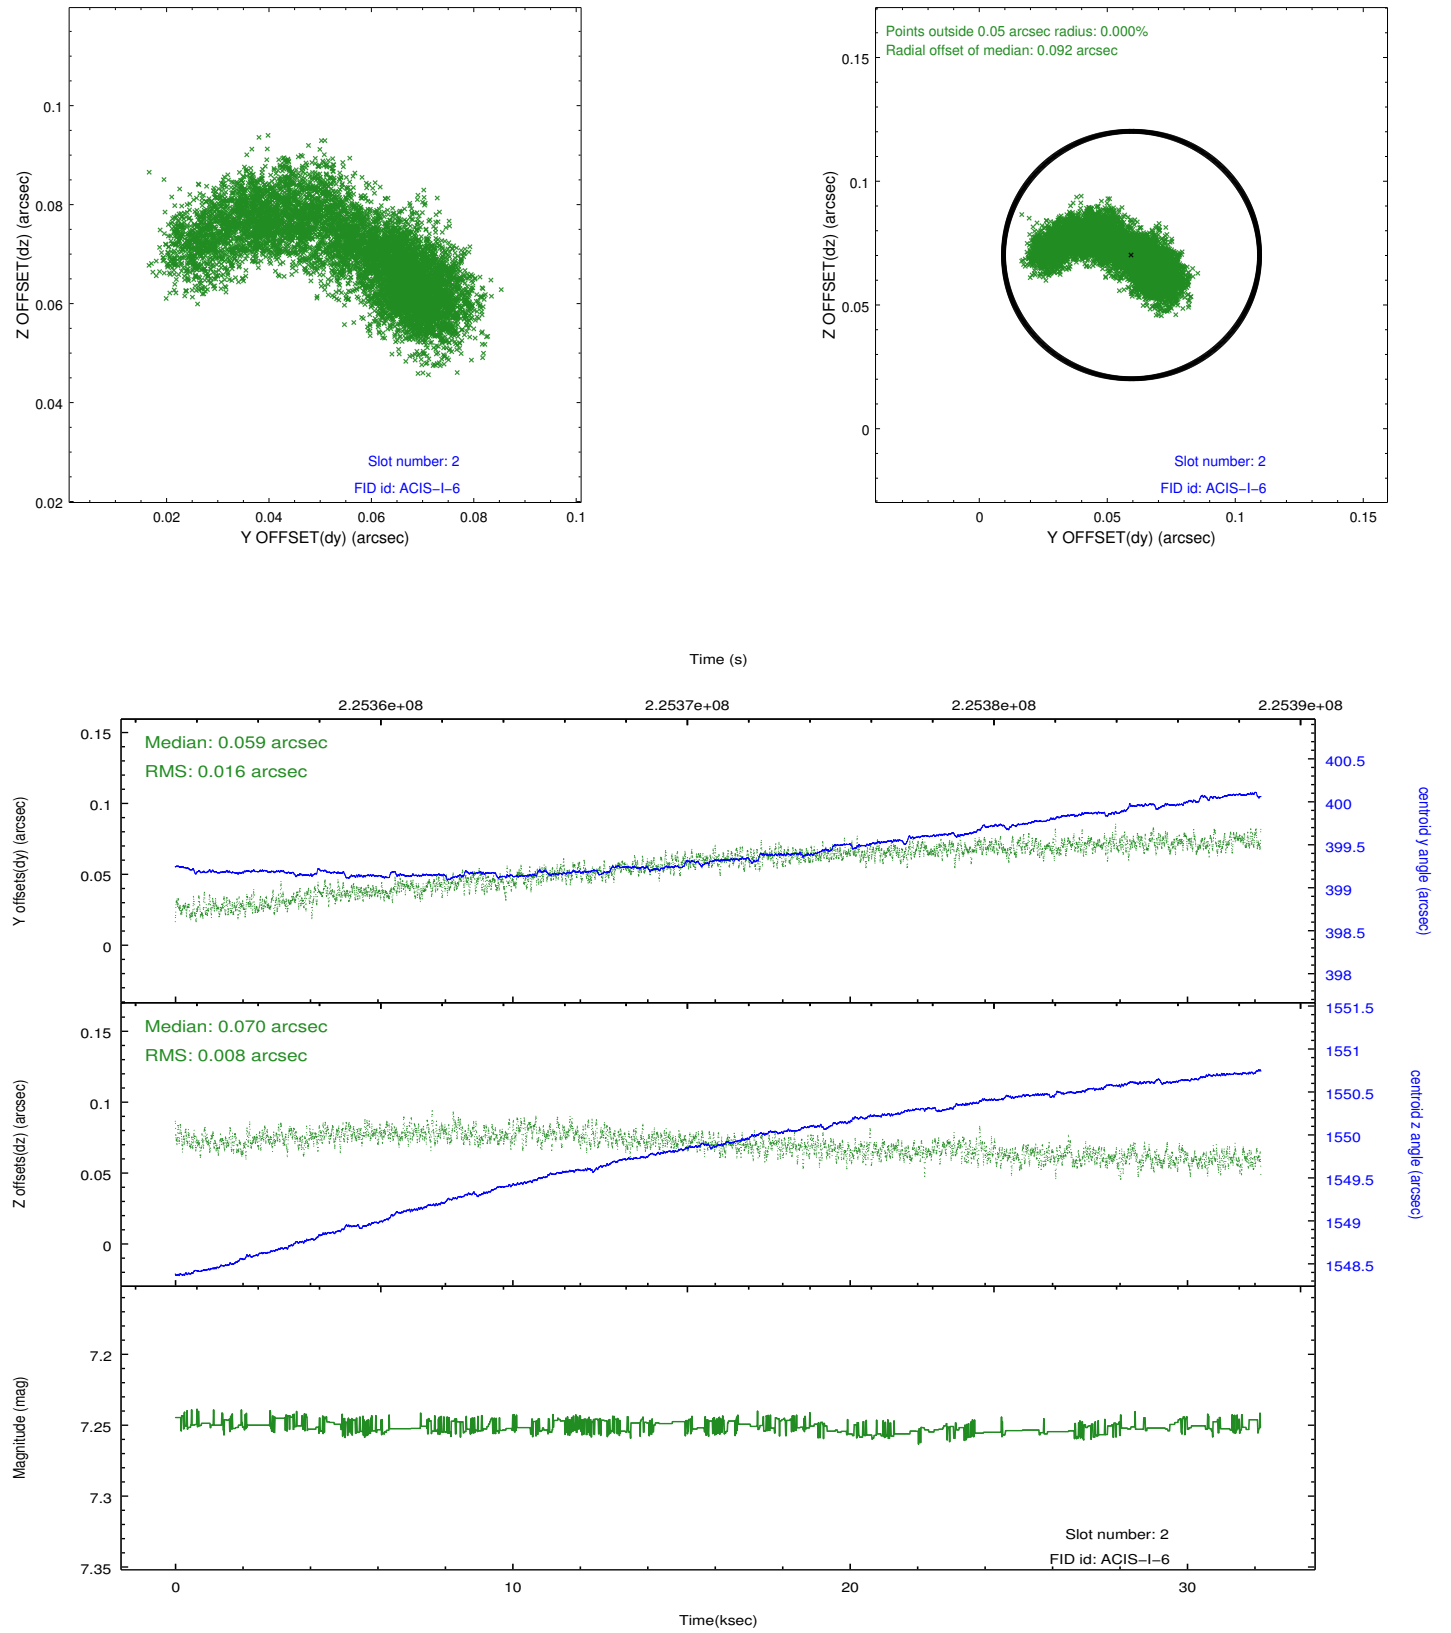 0.1
0.08
0.06
0.04
0.02
Z OFFSET(dz) (arcsec)
Slot number: 2
FID id: ACIS-I-6
0.02 0.04 0.06 0.08 0.1
Y OFFSET(dy) (arcsec)
Points outside 0.05 arcsec radius: 0.000%
Radial offset of median: 0.092 arcsec
0.15
0.1
0.05
0
Z OFFSET(dz) (arcsec)
Slot number: 2
FID id: ACIS-I-6
0 0.05 0.1 0.15
Y OFFSET(dy) (arcsec)
Time (s)
2.2536e+08 2.2537e+08 2.2538e+08 2.2539e+08
Median: 0.059 arcsec
RMS: 0.016 arcsec
0.15
0.1
0.05
0
Y offsets(dy) (arcsec)
400.5
400
399.5
399
398.5
398
centroid y angle (arcsec)
Median: 0.070 arcsec
RMS: 0.008 arcsec
0.15
0.1
0.05
0
Z offsets(dz) (arcsec)
1551.5
1551
1550.5
1550
1549.5
1549
1548.5
centroid z angle (arcsec)
7.2
7.25
7.3
7.35
Magnitude (mag)
Slot number: 2
FID id: ACIS-I-6
0 10 20 30
Time(ksec)